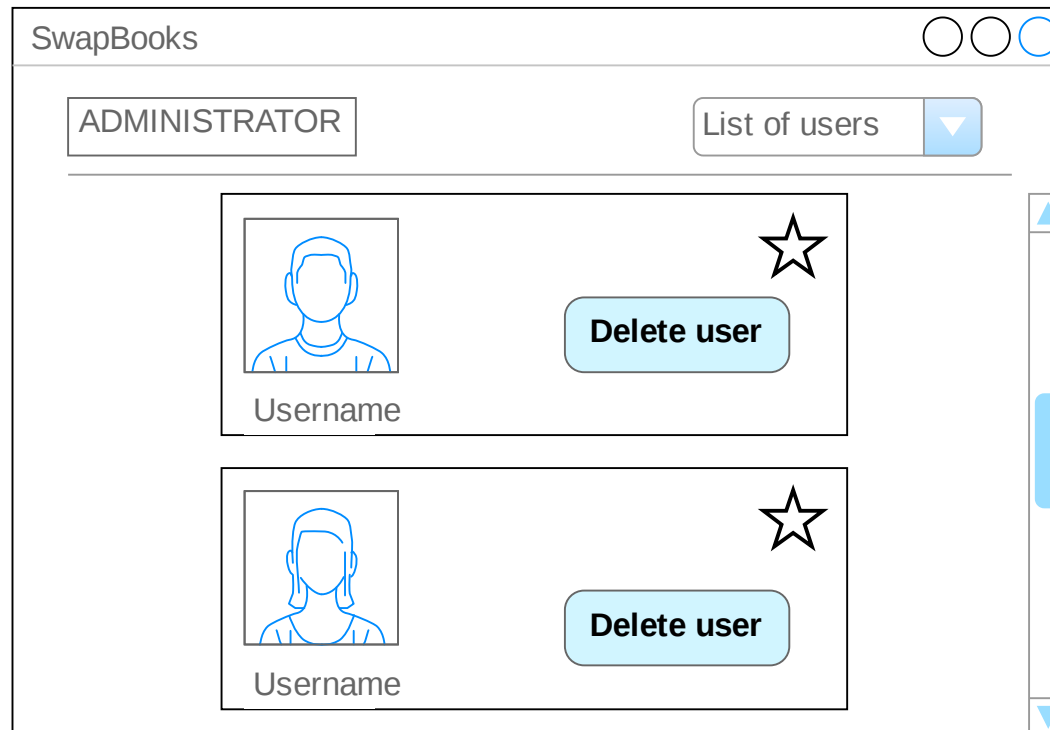 SwapBooks
ADMINISTRATOR
List of users
Delete user
Username
Delete user
Username